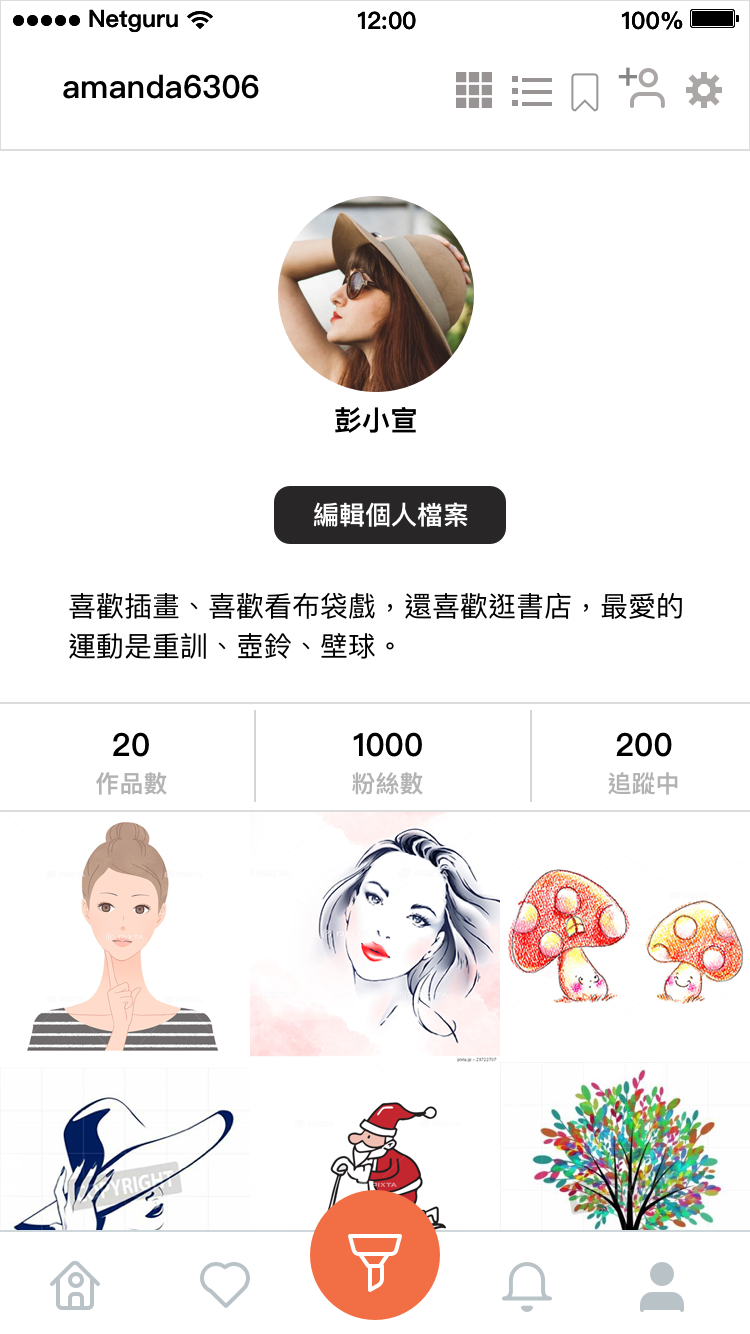 Netguru
12:00
100%
amanda6306
彭小宣
編輯個人檔案
喜歡插畫、喜歡看布袋戲，還喜歡逛書店，最愛的
運動是重訓、壺鈴、壁球。
20
1000
200
作品數
粉絲數
追蹤中
PYRIGHT
PIXTA